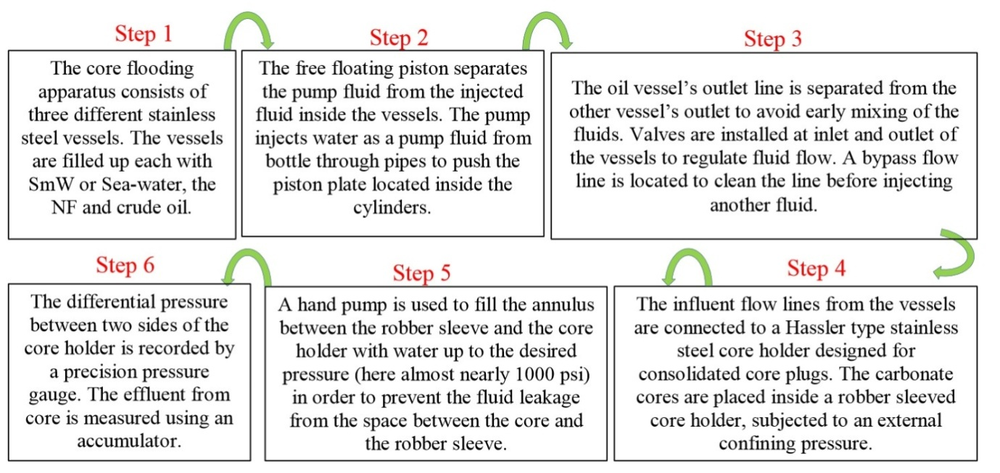 Step 1
The core flooding
apparatus consists of
three different stainless
steel vessels. The vessels
are filled up each with
SmW or Sea-water, the
NF and crude oil.
Step 2
The free floating piston separates
the pump fluid from the injected
fluid inside the vessels. The pump
injects water as a pump fluid from
bottle through pipes to push the
piston plate located inside the
cylinders.
Step 3
The oil vessel's outlet line is separated from the
other vessel's outlet to avoid early mixing of the
fluids. Valves are installed at inlet and outlet of
the vessels to regulate fluid flow. A bypass flow
line is located to clean the line before injecting
another fluid.
Step 4
The influent flow lines from the vessels
are connected to a Hassler type stainless
steel core holder designed for
consolidated core plugs. The carbonate
cores are placed inside a robber sleeved
core holder, subjected to an external
confining pressure.
Step 5
A hand pump is used to fill the annulus
between the robber sleeve and the core
holder with water up to the desired
pressure (here almost nearly 1000 psi)
in order to prevent the fluid leakage
from the space between the core and
the robber sleeve.
Step 6
The differential pressure
between two sides of the
core holder is recorded by
a precision pressure
gauge. The effluent from
core is measured using an
accumulator.